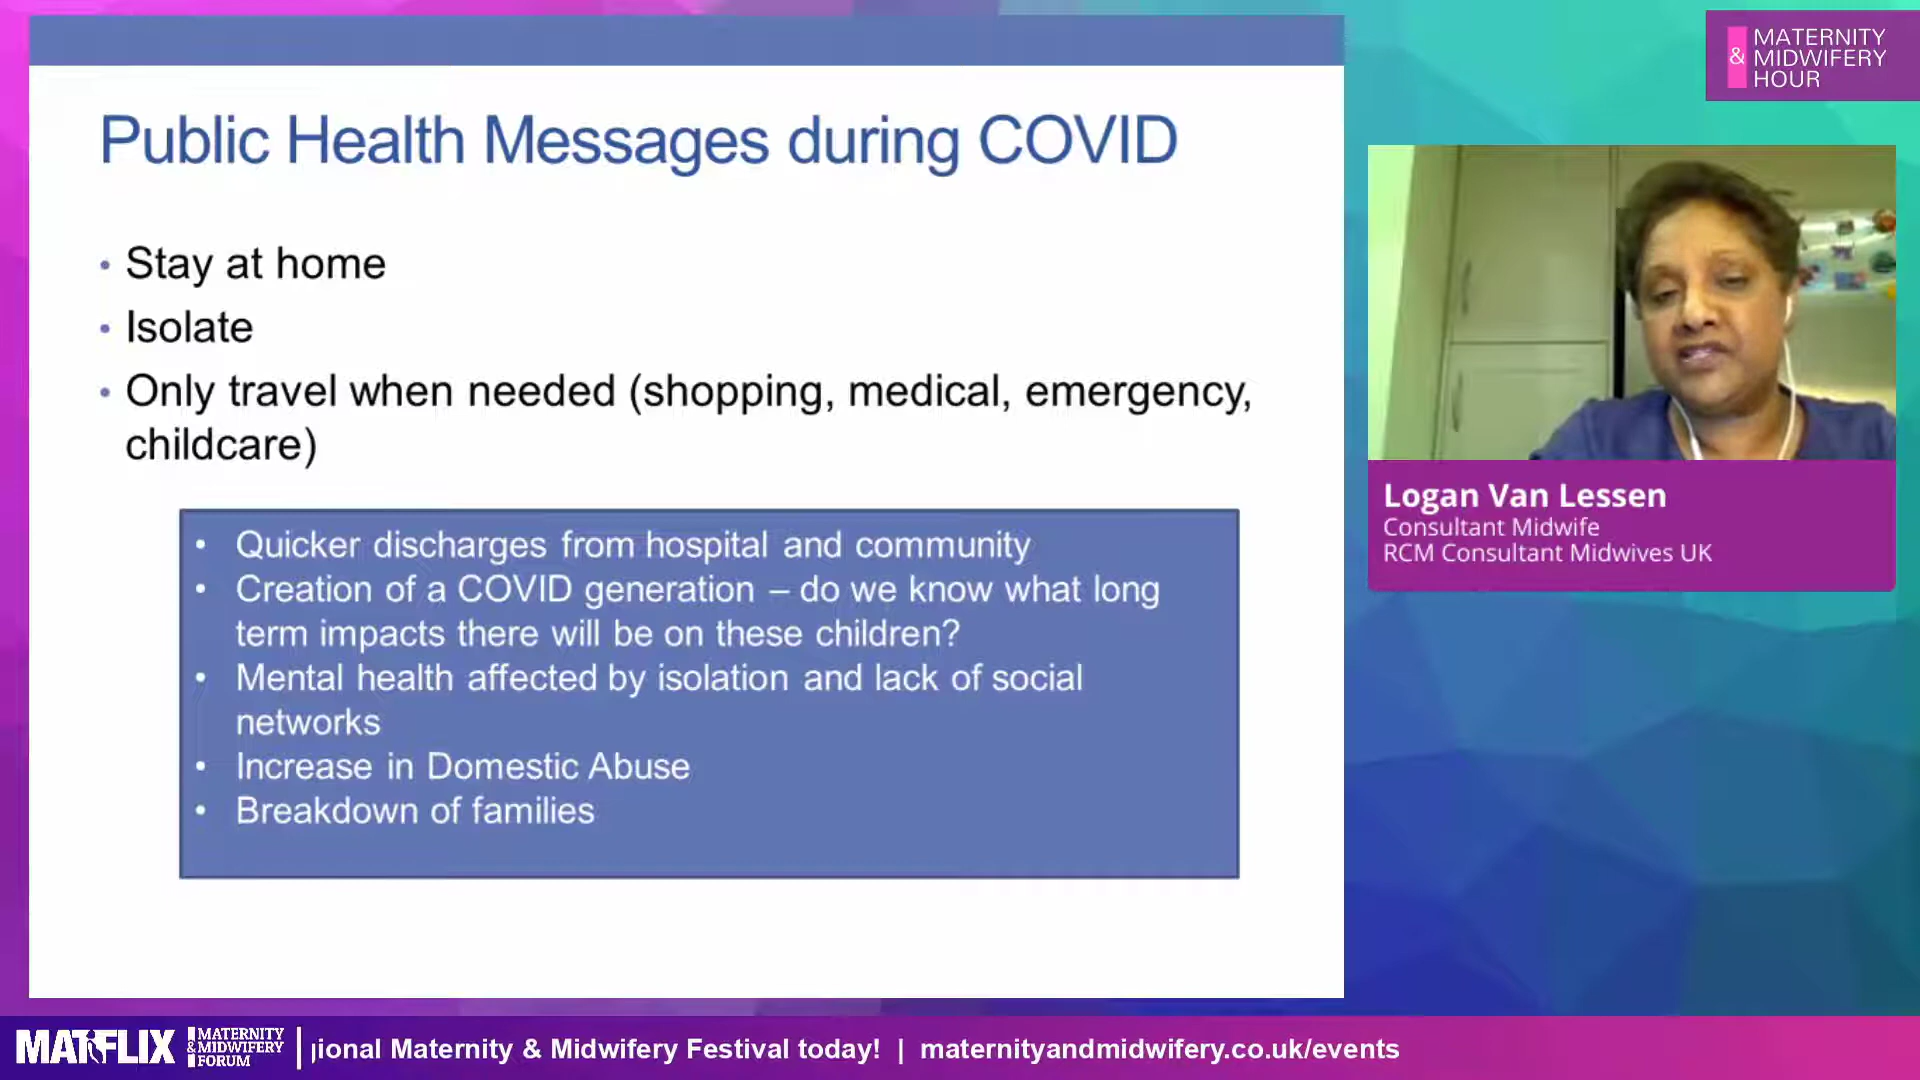 Public Health Messages during COVID
• Stay at home
• Isolate
• Only travel when needed (shopping, medical, emergency,
childcare)
• Quicker discharges from hospital and community
• Creation of a COVID generation – do we know what long
term impacts there will be on these children?
• Mental health affected by isolation and lack of social
networks
• Increase in Domestic Abuse
• Breakdown of families
MATERNITY
& MIDWIFERY
HOUR
Logan Van Lessen
Consultant Midwife
RCM Consultant Midwives UK
MATFLIX
MATERNITY
& MIDWIFERY
FORUM
Maternity & Midwifery Festival today! | maternityandmidwifery.co.uk/events